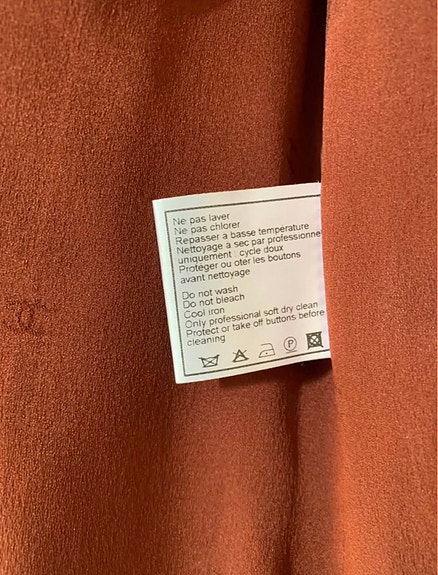 Ne pas laver
Ne pas chlorer
Repasser a basse temperature
Nettoyage a sec par professionne
uniquement : cycle doux
Proteger ou oter les boutons
avant nettoyage
Do not wash
Do not bleach
Cool iron
Only professional soft dry clean
Protect or take off buttons before
cleaning
P